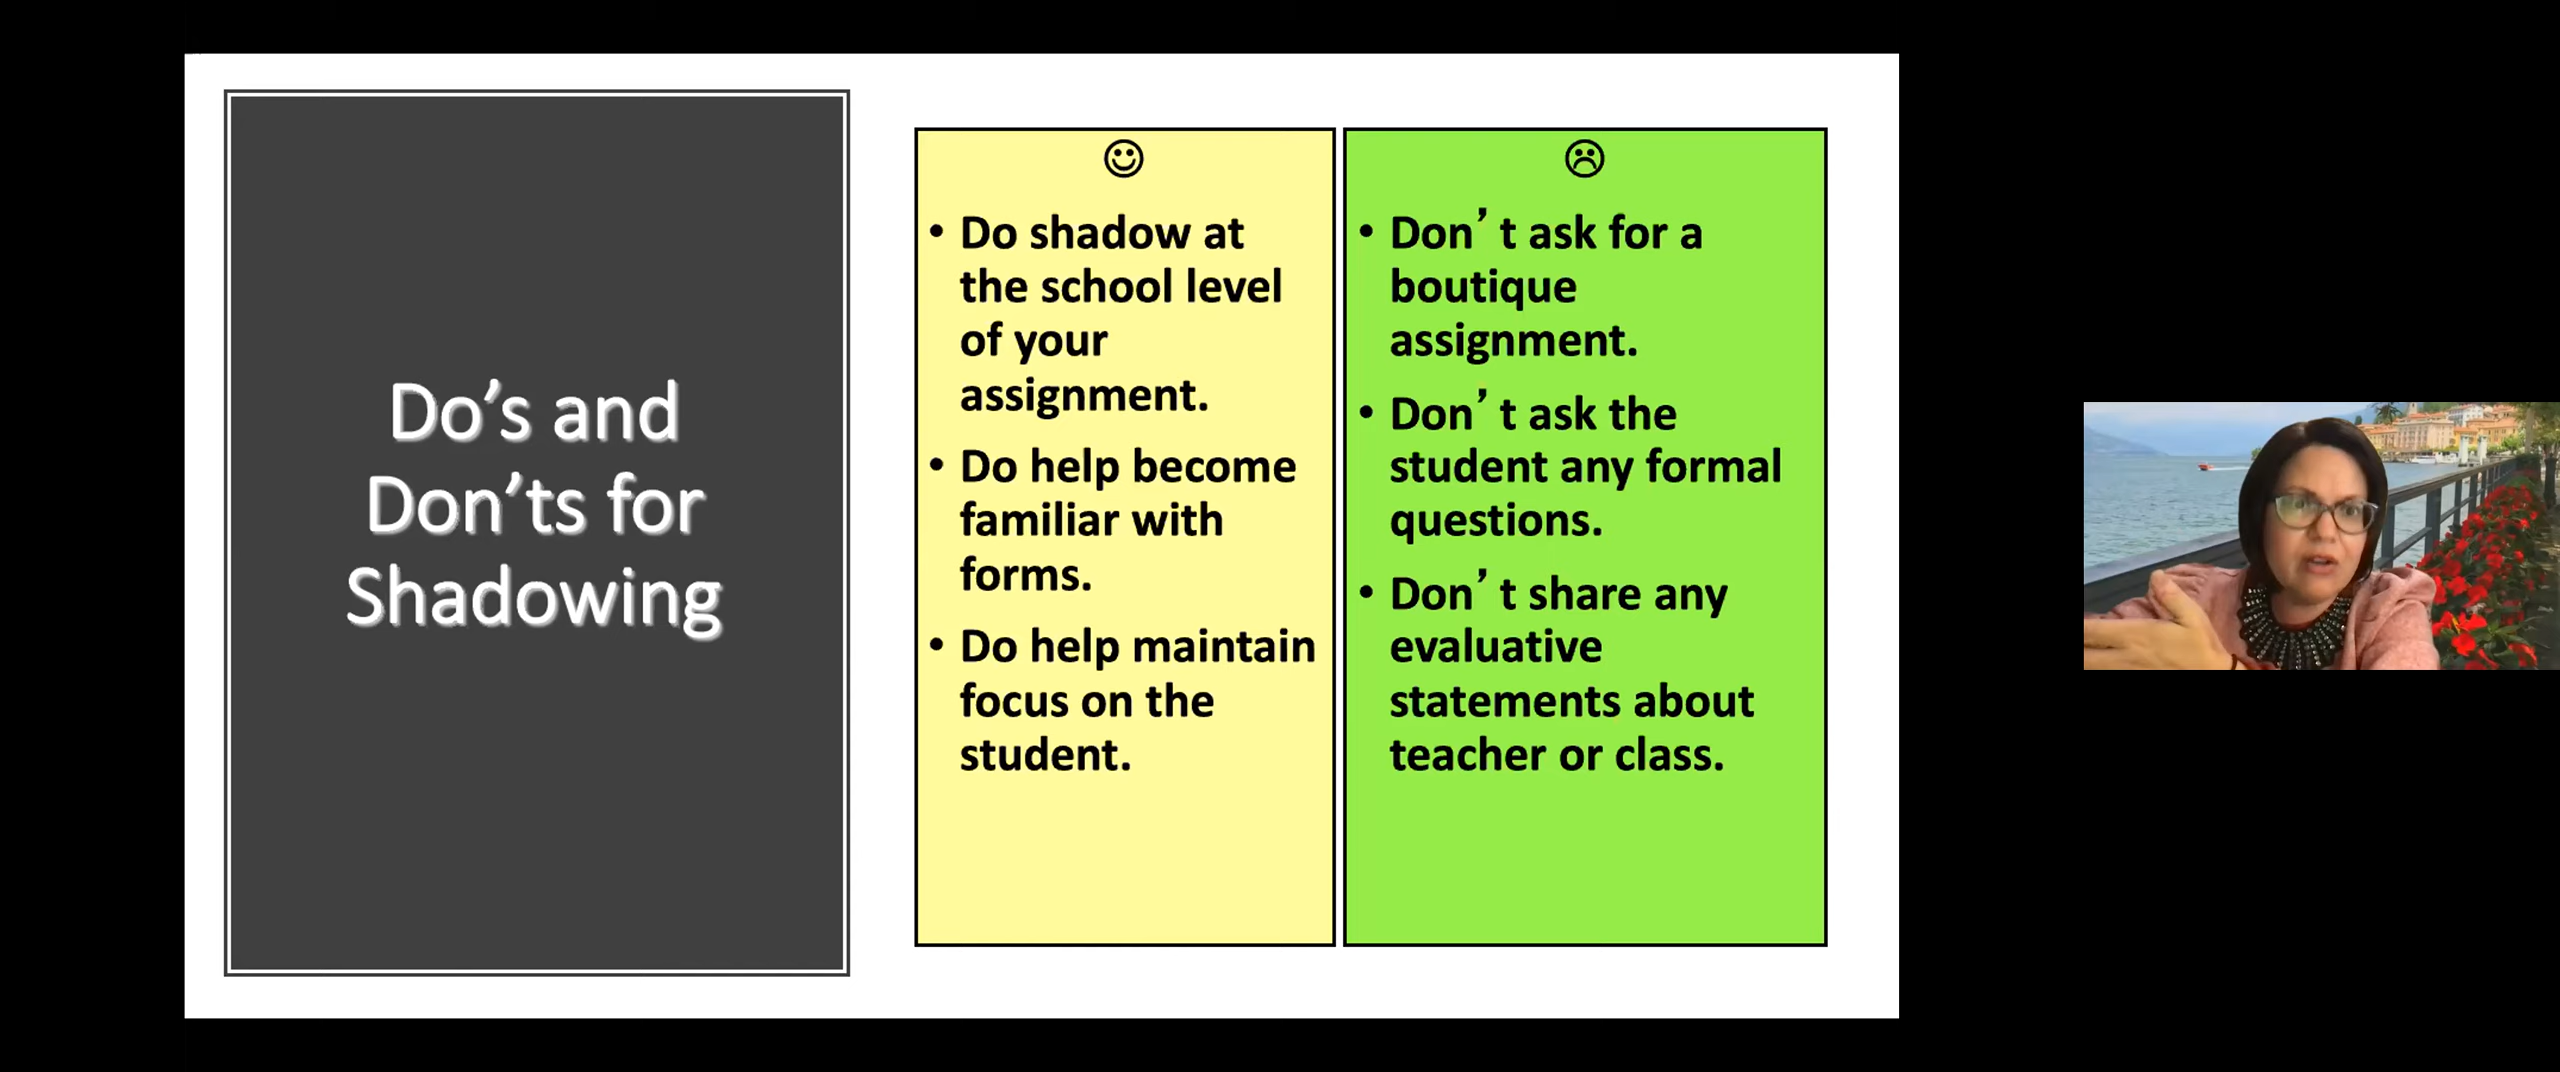 Do’s and
Don’ts for
Shadowing
☺
• Do shadow at
the school level
of your
assignment.
• Do help become
familiar with
forms.
• Do help maintain
focus on the
student.
☹
• Don’t ask for a
boutique
assignment.
• Don’t ask the
student any formal
questions.
• Don’t share any
evaluative
statements about
teacher or class.